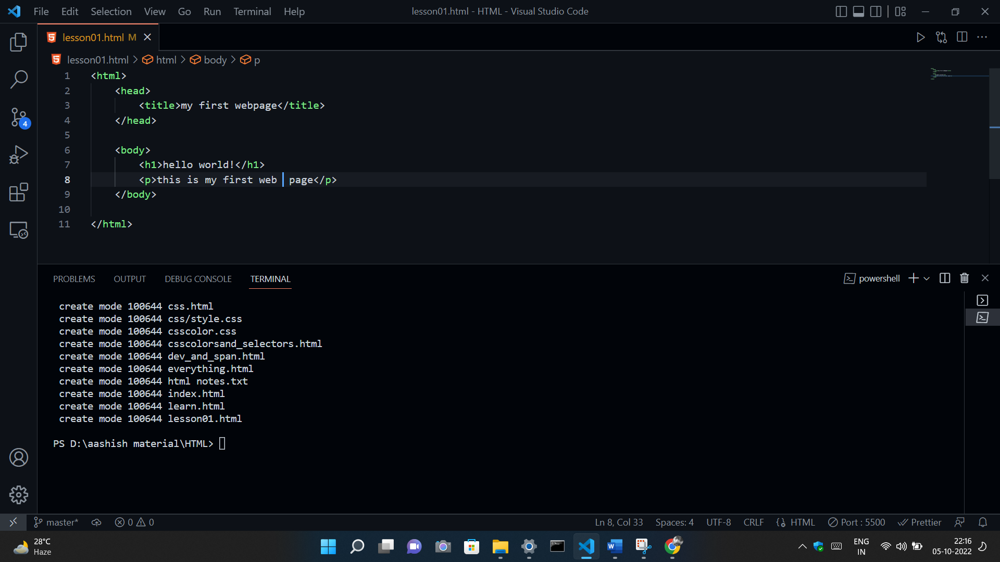 File Edit Selection View Go Run Terminal Help
lesson01.html - HTML - Visual Studio Code
lesson01.html M
lesson01.html > html > body > p
1 <html>
2 <head>
3 <title>my first webpage</title>
4 </head>
5
6 <body>
7 <h1>hello world!</h1>
8 <p>this is my first web  page</p>
9 </body>
10
11 </html>
4
PROBLEMS OUTPUT DEBUG CONSOLE TERMINAL
powershell
create mode 100644 css.html
create mode 100644 css/style.css
create mode 100644 csscolor.css
create mode 100644 csscolorsand_selectors.html
create mode 100644 dev_and_span.html
create mode 100644 everything.html
create mode 100644 html notes.txt
create mode 100644 index.html
create mode 100644 learn.html
create mode 100644 lesson01.html
PS D:\aashish material\HTML>
master* 0 0 Ln 8, Col 33 Spaces: 4 UTF-8 CRLF HTML Port : 5500 Prettier
28°C
Haze
ENG
IN
22:16
05-10-2022